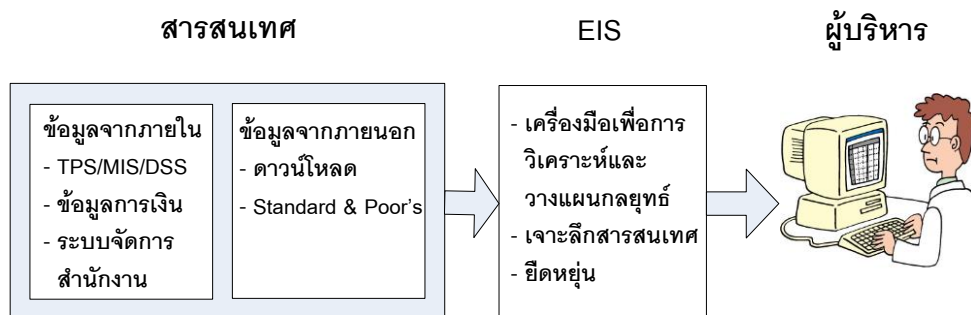 สารสนเทศ
EIS
ผู้บริหาร
ข้อมูลจากภายใน
- TPS/MIS/DSS
- ข้อมูลการเงิน
- ระบบจัดการ
สำนักงาน
ข้อมูลจากภายนอก
- ดาวน์โหลด
- Standard & Poor's
- เครื่องมือเพื่อการ
วิเคราะห์และ
วางแผนกลยุทธ์
- เจาะลึกสารสนเทศ
- ยืดหยุ่น